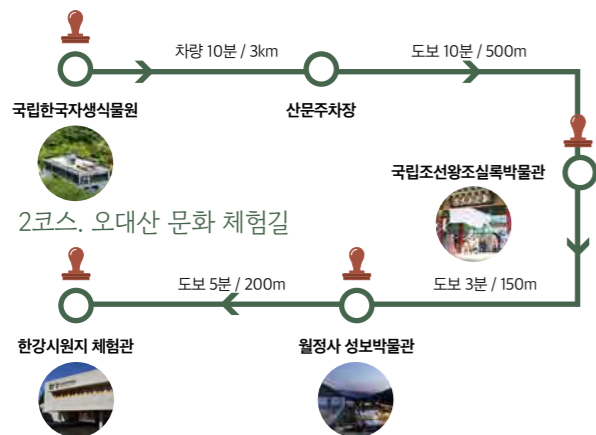 차량 10분 / 3km
도보 10분 / 500m
국립한국자생식물원
산문주차장
국립조선왕조실록박물관
2코스. 오대산 문화 체험길
도보 3분 / 150m
도보 5분 / 200m
월정사 성보박물관
한강시원지 체험관